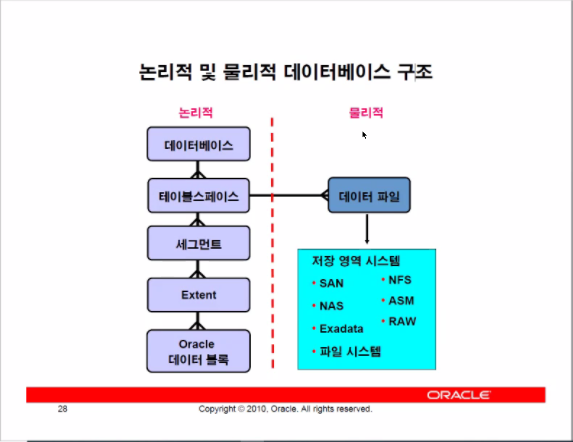 논리적 및 물리적 데이터베이스 구조
논리적
물리적
데이터베이스
테이블스페이스
데이터 파일
세그먼트
Extent
Oracle
데이터 블록
저장 영역 시스템
• SAN
• NAS
• Exadata
• 파일 시스템
• NFS
• ASM
• RAW
ORACLE
28
Copyright © 2010, Oracle. All rights reserved.